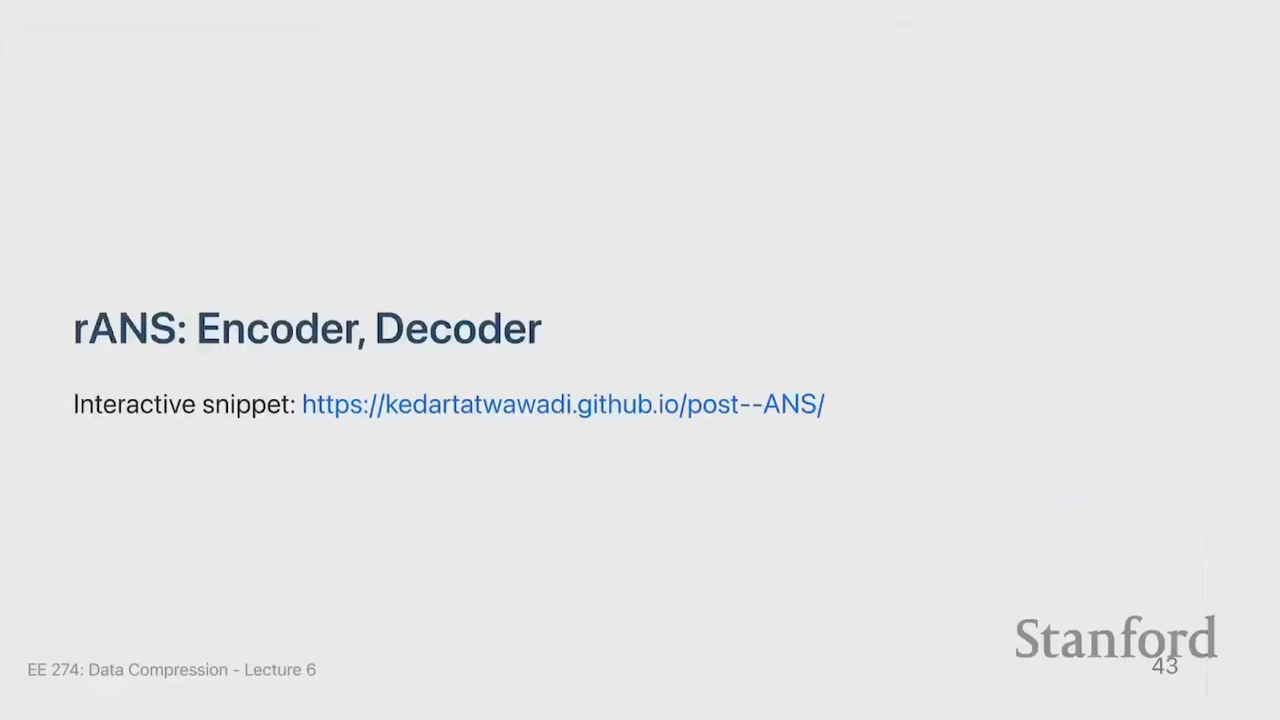 rANS: Encoder, Decoder
Interactive snippet: https://kedartatwawadi.github.io/post--ANS/
Stanford
EE 274: Data Compression - Lecture 6
43